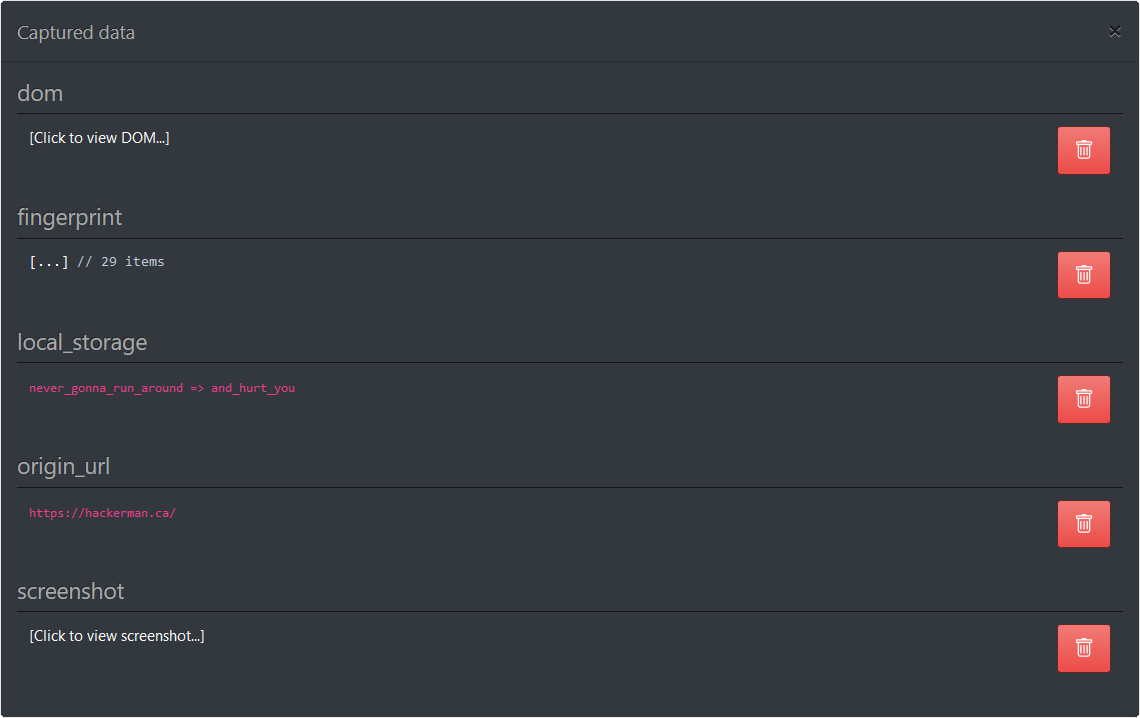 Captured data
×
dom
[Click to view DOM...]
fingerprint
[...] // 29 items
local_storage
never_gonna_run_around => and_hurt_you
origin_url
https://hackerman.ca/
screenshot
[Click to view screenshot...]